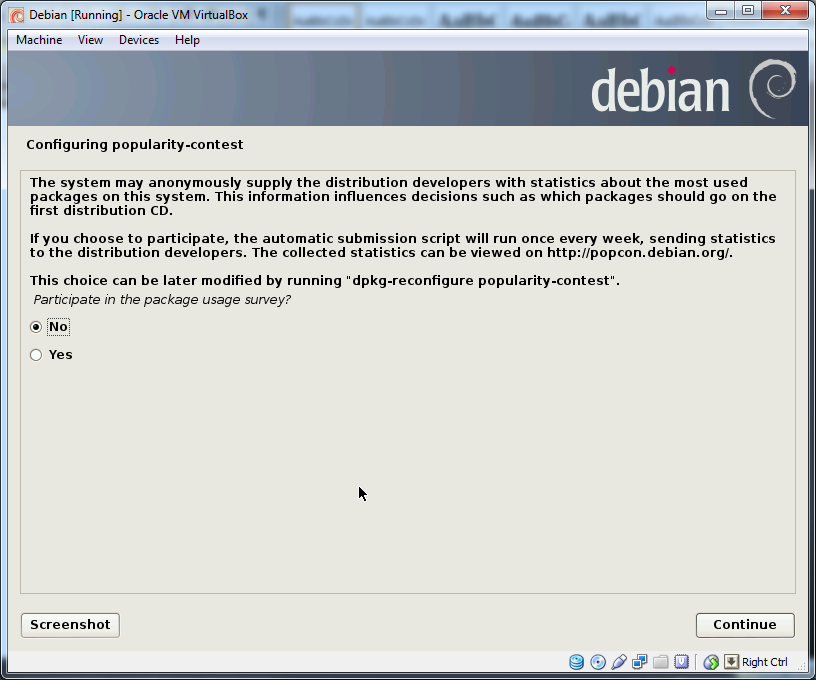 Debian [Running] - Oracle VM VirtualBox
Machine View Devices Help
debian
Configuring popularity-contest
The system may anonymously supply the distribution developers with statistics about the most used
packages on this system. This information influences decisions such as which packages should go on the
first distribution CD.
If you choose to participate, the automatic submission script will run once every week, sending statistics
to the distribution developers. The collected statistics can be viewed on http://popcon.debian.org/.
This choice can be later modified by running "dpkg-reconfigure popularity-contest".
Participate in the package usage survey?
No
Yes
Screenshot Continue
Right Ctrl